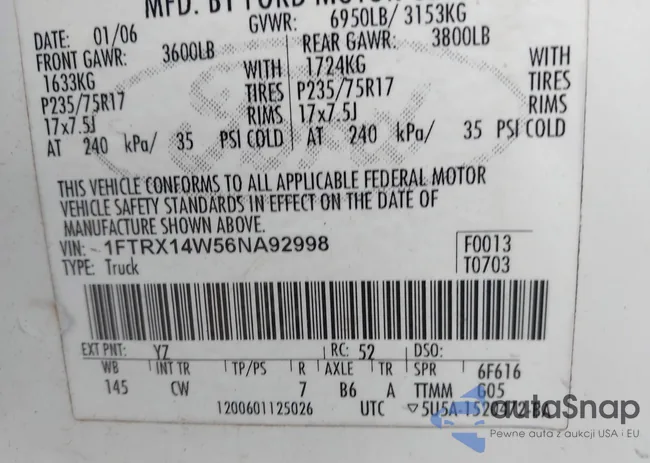 MFD. BY FORD MOTOR
DATE: 01/06 GVWR: 6950LB/ 3153KG
FRONT GAWR: 3600LB REAR GAWR: 3800LB
1633KG WITH 1724KG WITH
P235/75R17 TIRES P235/75R17 TIRES
17x7.5J RIMS 17x7.5J RIMS
AT 240 kPa/ 35 PSI COLD AT 240 kPa/ 35 PSI COLD
THIS VEHICLE CONFORMS TO ALL APPLICABLE FEDERAL MOTOR
VEHICLE SAFETY STANDARDS IN EFFECT ON THE DATE OF
MANUFACTURE SHOWN ABOVE.
VIN: 1FTRX14W56NA92998 F0013
TYPE: Truck T0703
EXT PNT: YZ RC: 52 DSO:
WB INT TR TP/PS R AXLE TR SPR 6F616
145 CW 7 B6 A TTMM G05
1200601125026 UTC ▽5U5A-
autaSnap
Pewne auta z aukcji USA i EU